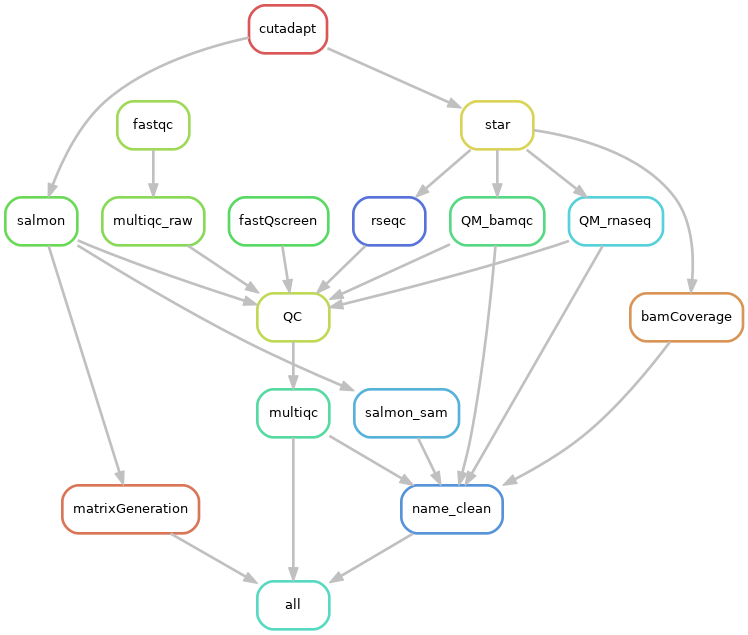 cutadapt
fastqc
star
salmon
multiqc_raw
fastQscreen
rseqc
QM_bamqc
QM_rnaseq
QC
bamCoverage
multiqc
salmon_sam
matrixGeneration
name_clean
all